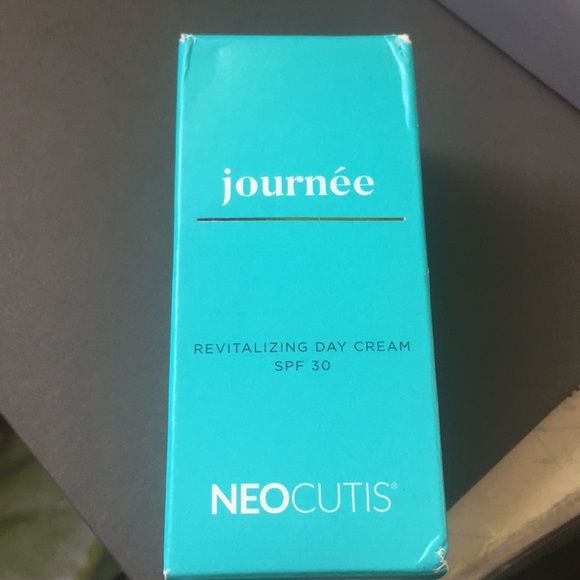 journée
REVITALIZING DAY CREAM
SPF 30
NEOCUTIS®